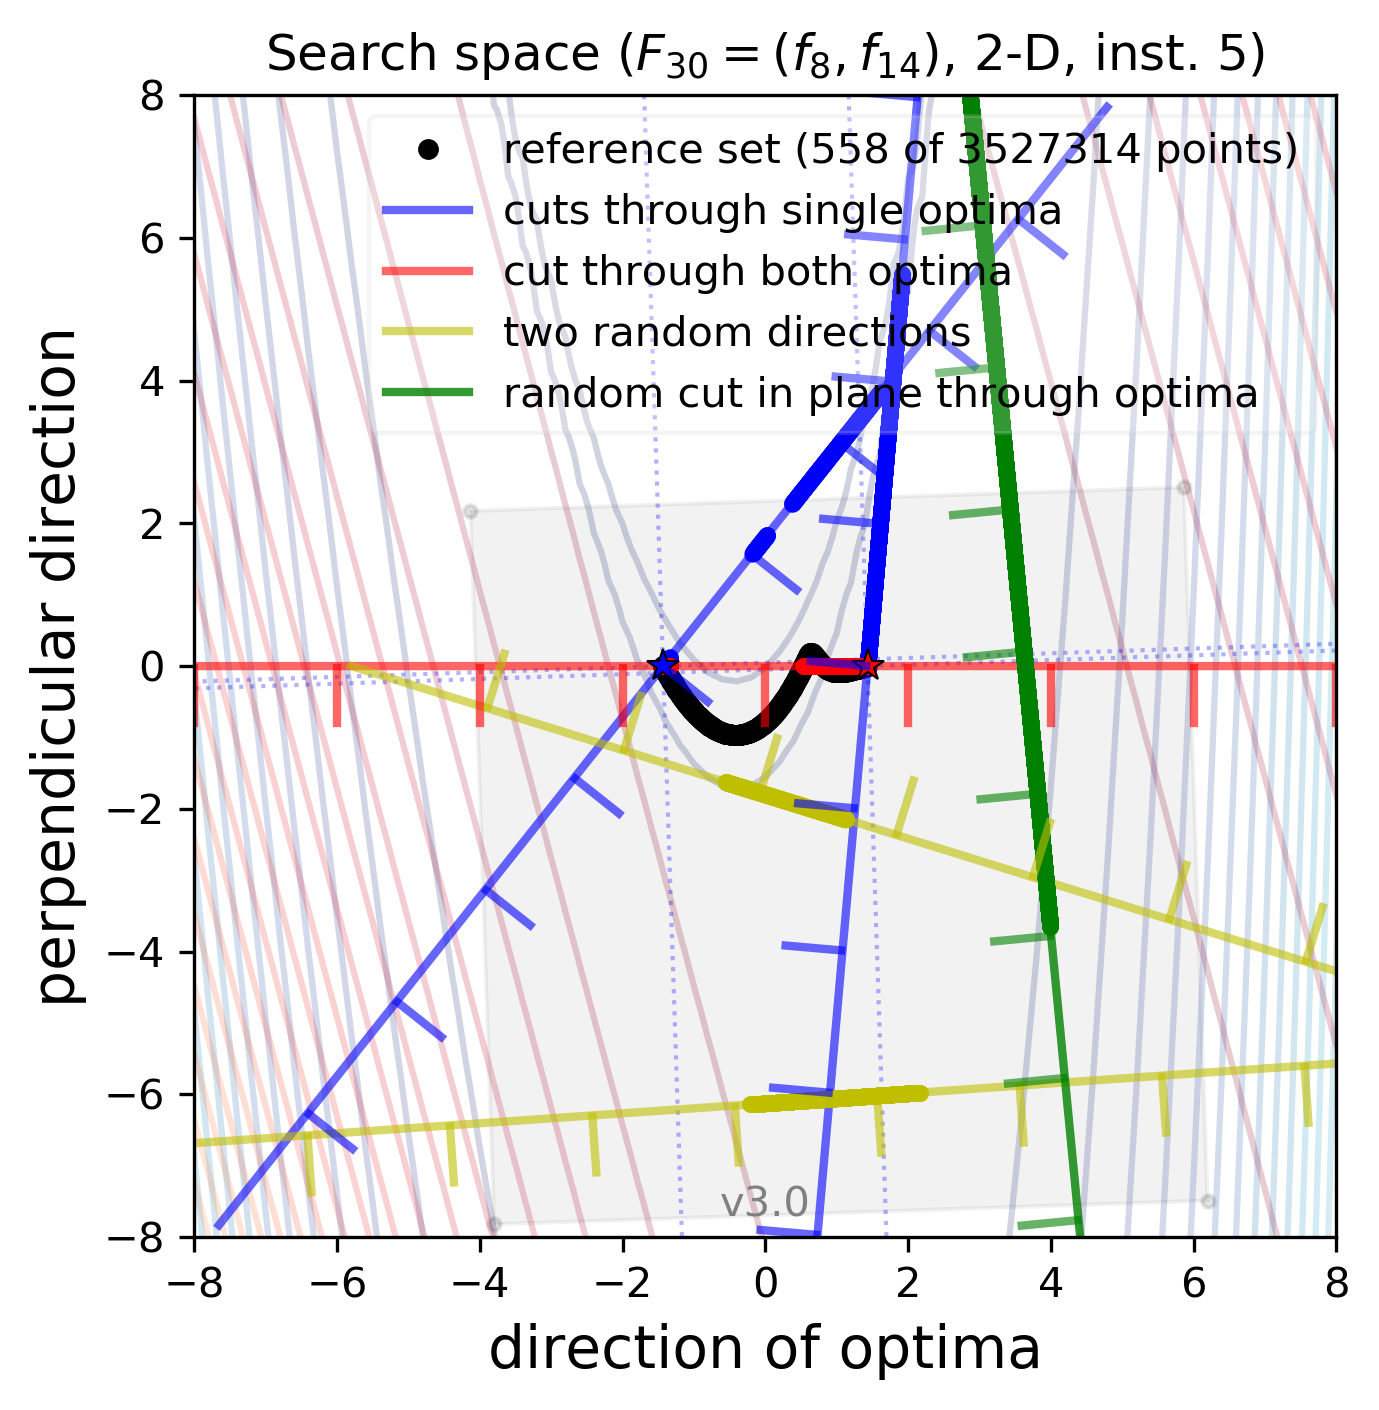 Search space (F₃₀ = (f₈, f₁₄), 2-D, inst. 5)
reference set (558 of 3527314 points)
cuts through single optima
cut through both optima
two random directions
random cut in plane through optima
perpendicular direction
8
6
4
2
0
−2
−4
−6
−8
v3.0
−8 −6 −4 −2 0 2 4 6 8
direction of optima